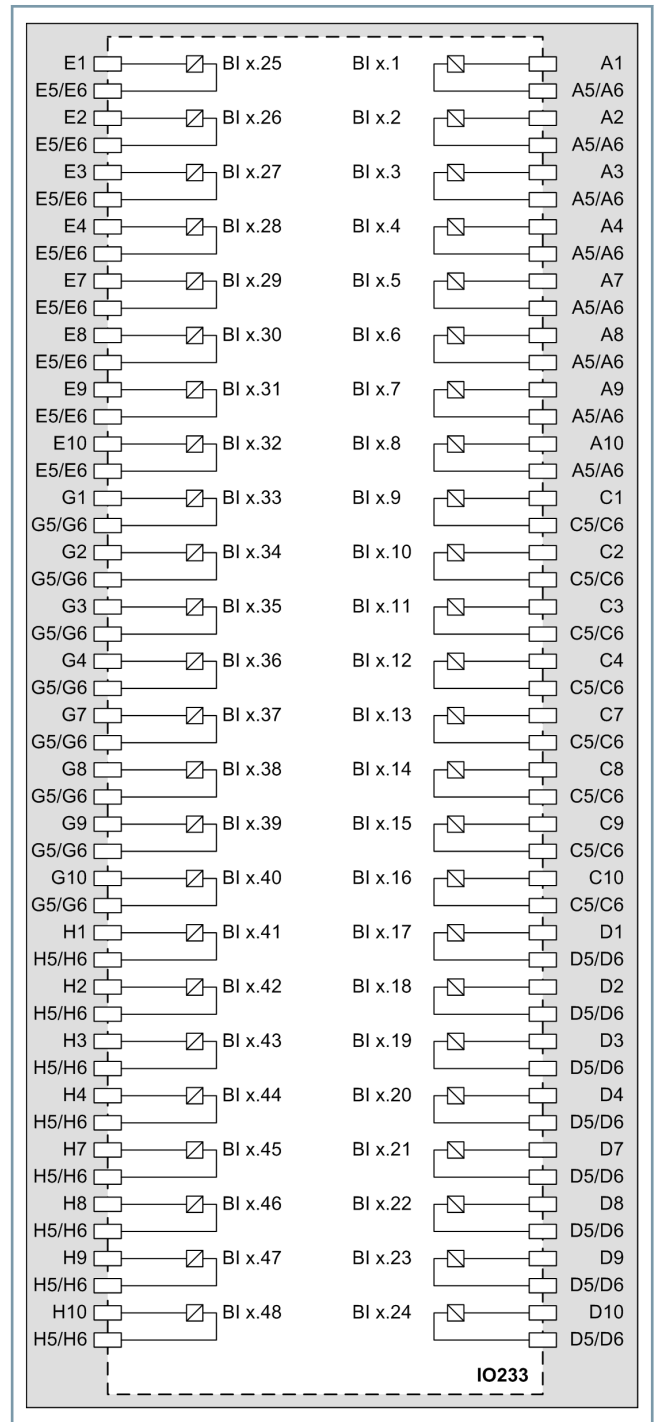 E1 BI x.25 BI x.1 A1
E5/E6 A5/A6
E2 BI x.26 BI x.2 A2
E5/E6 A5/A6
E3 BI x.27 BI x.3 A3
E5/E6 A5/A6
E4 BI x.28 BI x.4 A4
E5/E6 A5/A6
E7 BI x.29 BI x.5 A7
E5/E6 A5/A6
E8 BI x.30 BI x.6 A8
E5/E6 A5/A6
E9 BI x.31 BI x.7 A9
E5/E6 A5/A6
E10 BI x.32 BI x.8 A10
E5/E6 A5/A6
G1 BI x.33 BI x.9 C1
G5/G6 C5/C6
G2 BI x.34 BI x.10 C2
G5/G6 C5/C6
G3 BI x.35 BI x.11 C3
G5/G6 C5/C6
G4 BI x.36 BI x.12 C4
G5/G6 C5/C6
G7 BI x.37 BI x.13 C7
G5/G6 C5/C6
G8 BI x.38 BI x.14 C8
G5/G6 C5/C6
G9 BI x.39 BI x.15 C9
G5/G6 C5/C6
G10 BI x.40 BI x.16 C10
G5/G6 C5/C6
H1 BI x.41 BI x.17 D1
H5/H6 D5/D6
H2 BI x.42 BI x.18 D2
H5/H6 D5/D6
H3 BI x.43 BI x.19 D3
H5/H6 D5/D6
H4 BI x.44 BI x.20 D4
H5/H6 D5/D6
H7 BI x.45 BI x.21 D7
H5/H6 D5/D6
H8 BI x.46 BI x.22 D8
H5/H6 D5/D6
H9 BI x.47 BI x.23 D9
H5/H6 D5/D6
H10 BI x.48 BI x.24 D10
H5/H6 D5/D6
IO233